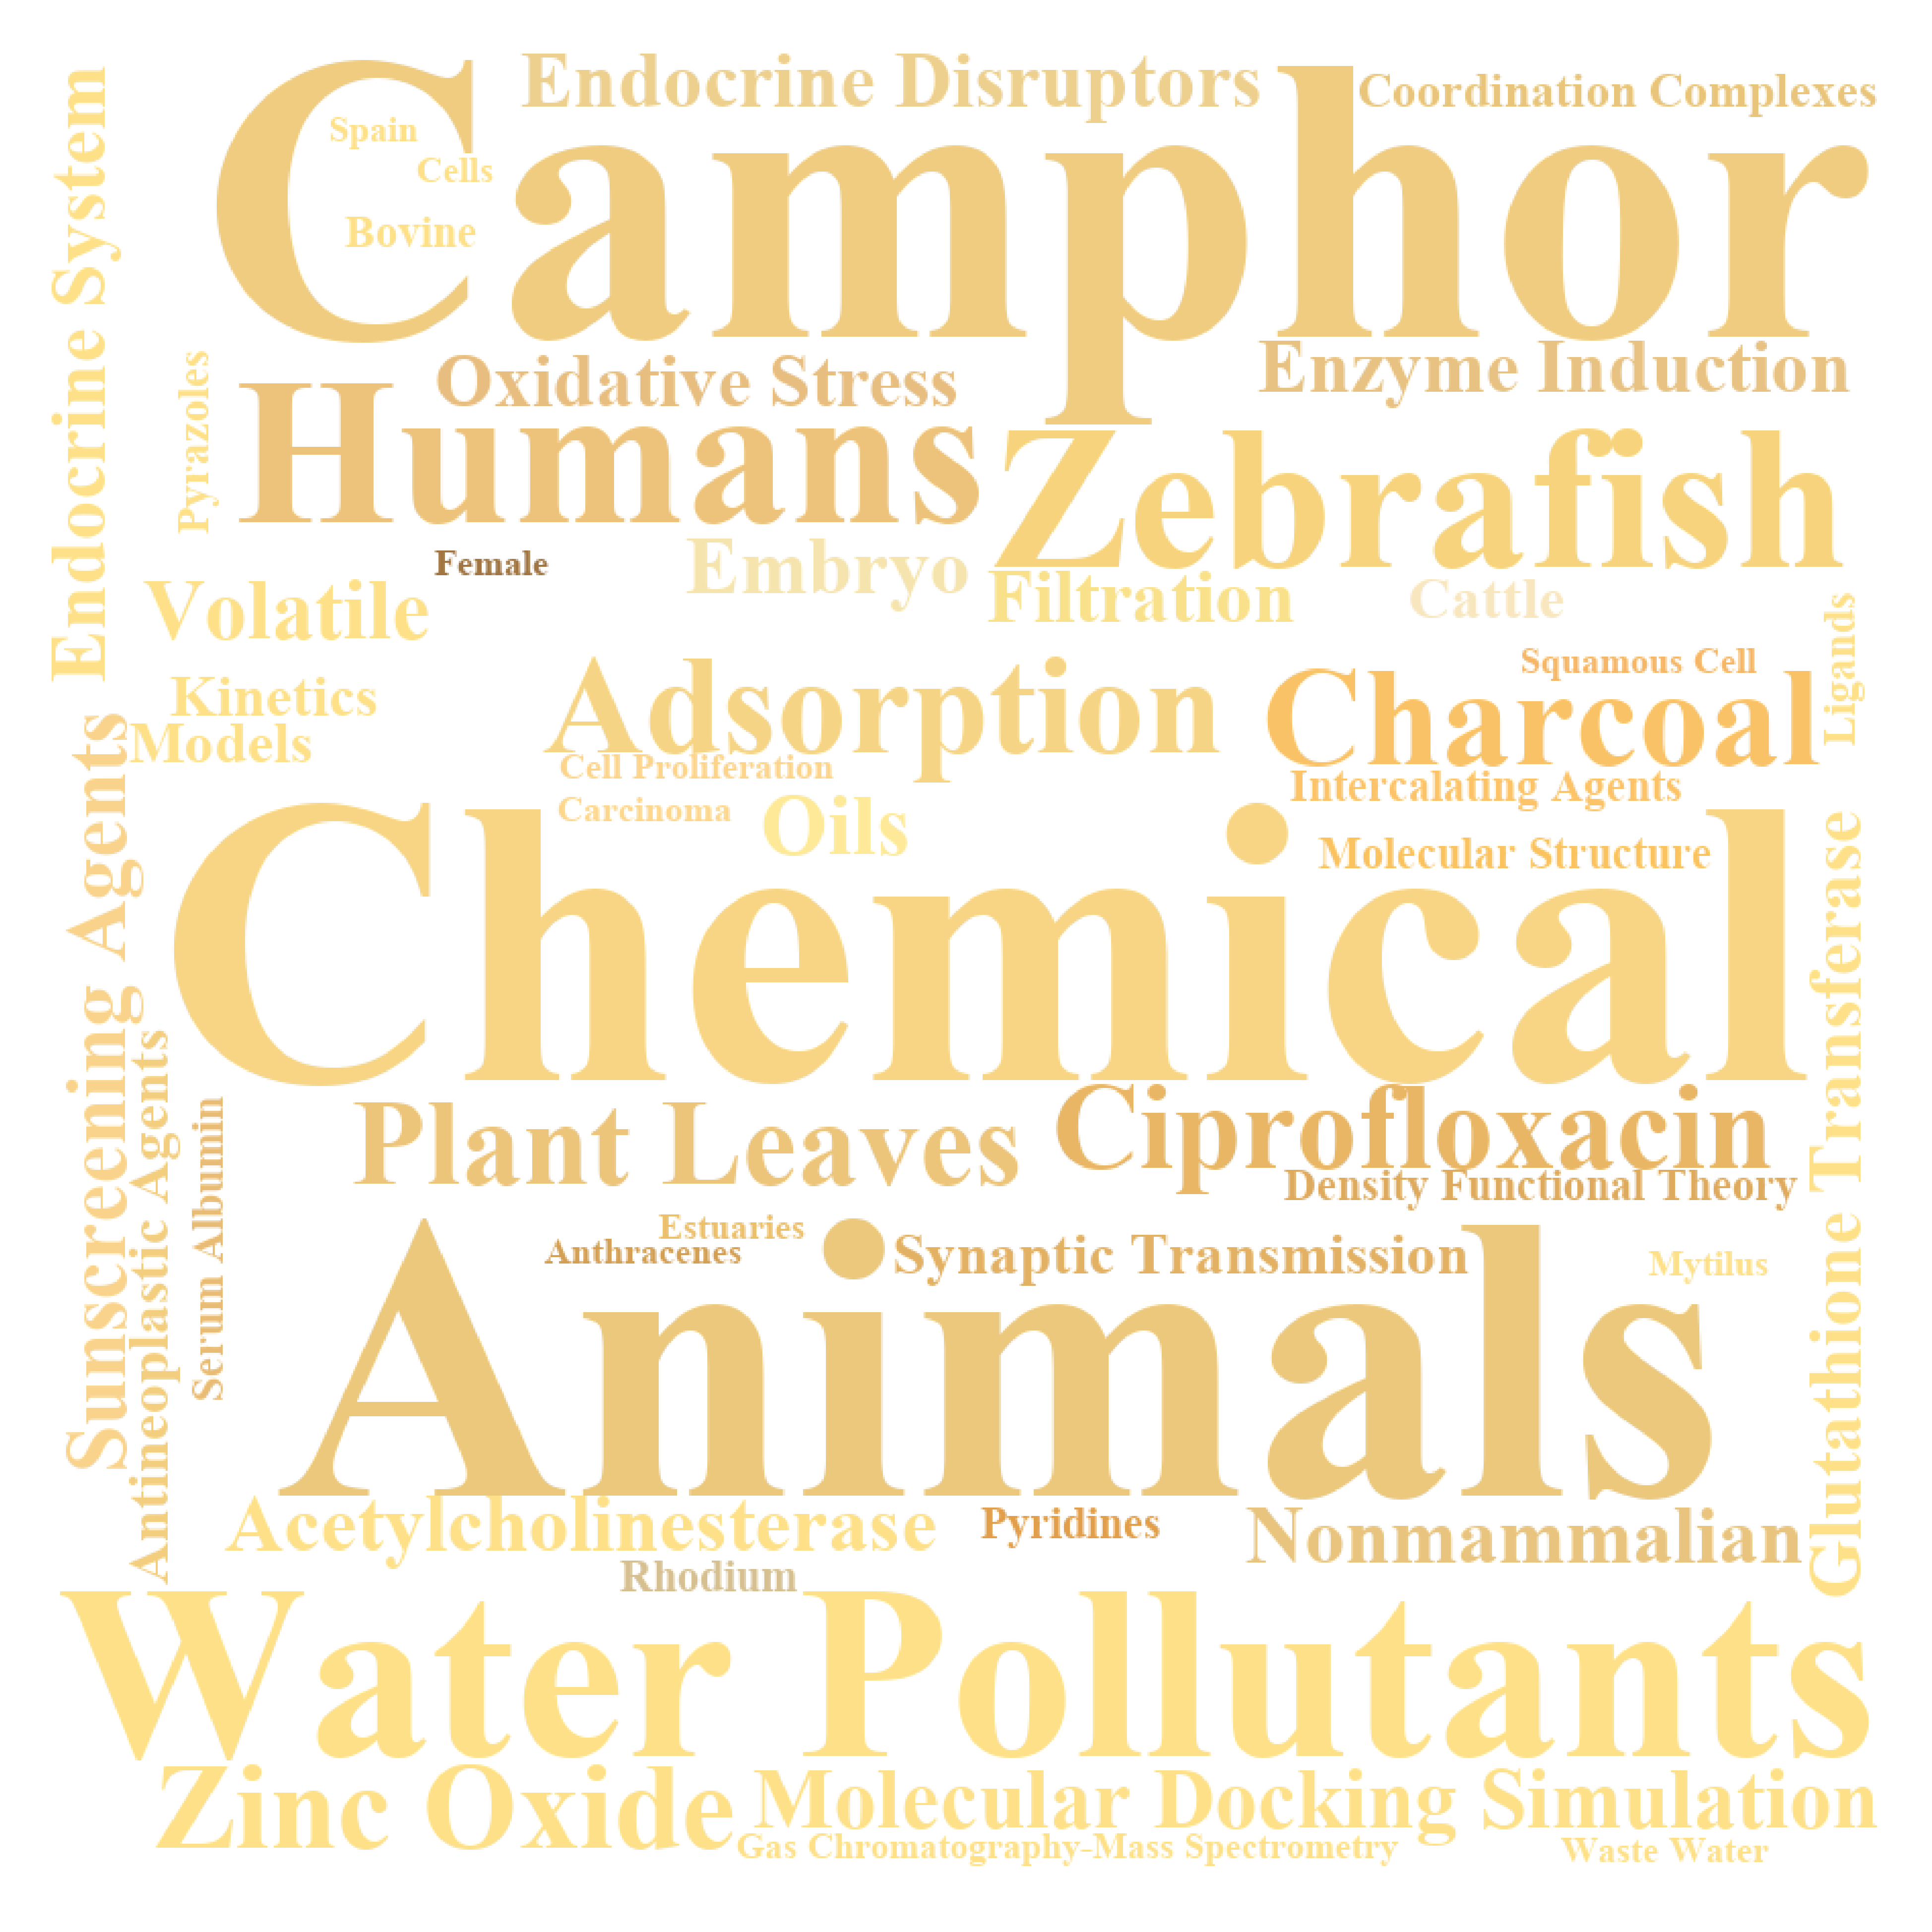 Endocrine Disruptors
Coordination Complexes
Camphor
Spain
Cells
Bovine
Endocrine System
Oxidative Stress
Enzyme Induction
Pyrazoles
Humans
Zebrafish
Female
Embryo
Filtration
Cattle
Volatile
Ligands
Kinetics
Models
Adsorption
Squamous Cell
Charcoal
Cell Proliferation
Intercalating Agents
Carcinoma
Oils
Molecular Structure
Sunscreening Agents
Chemical
Glutathione Transferase
Antineoplastic Agents
Serum Albumin
Plant Leaves
Ciprofloxacin
Density Functional Theory
Estuaries
Anthracenes
Synaptic Transmission
Mytilus
Animals
Acetylcholinesterase
Pyridines
Nonmammalian
Rhodium
Water Pollutants
Zinc Oxide
Molecular Docking Simulation
Gas Chromatography-Mass Spectrometry
Waste Water